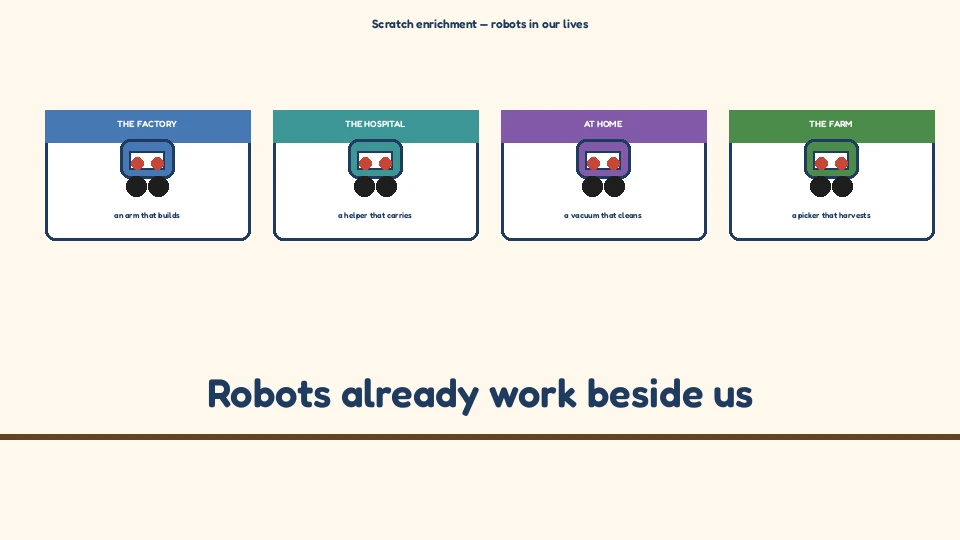 Scratch enrichment — robots in our lives
THE FACTORY
an arm that builds
THE HOSPITAL
a helper that carries
AT HOME
a vacuum that cleans
THE FARM
a picker that harvests
Robots already work beside us